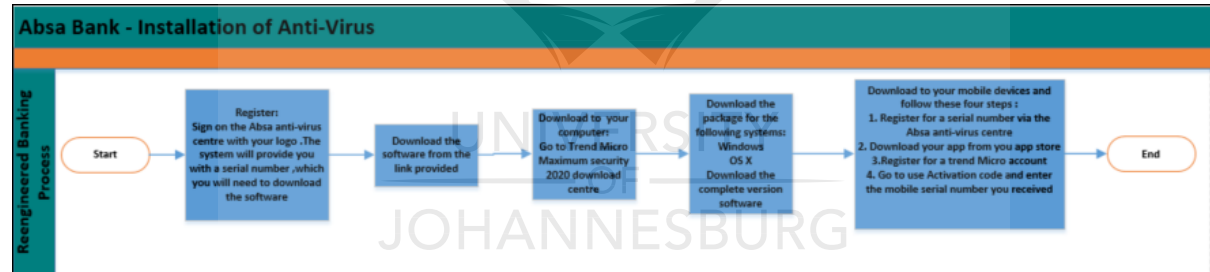 Absa Bank - Installation of Anti-Virus
Reengineered Banking
Process
Start
Register:
Sign on the Absa anti-virus
centre with your logo .The
system will provide you
with a serial number ,which
you will need to download
the software
Download the
software from the
link provided
Download to your
computer:
Go to Trend Micro
Maximum security
2020 download
centre
Download the
package for the
following systems:
Windows
OS X
Download the
complete version
software
Download to your mobile devices and
follow these four steps :
1. Register for a serial number via the
Absa anti-virus centre
2. Download your app from you app store
3.Register for a trend Micro account
4. Go to use Activation code and enter
the mobile serial number you received
End
UNIVERSITY
OF
JOHANNESBURG